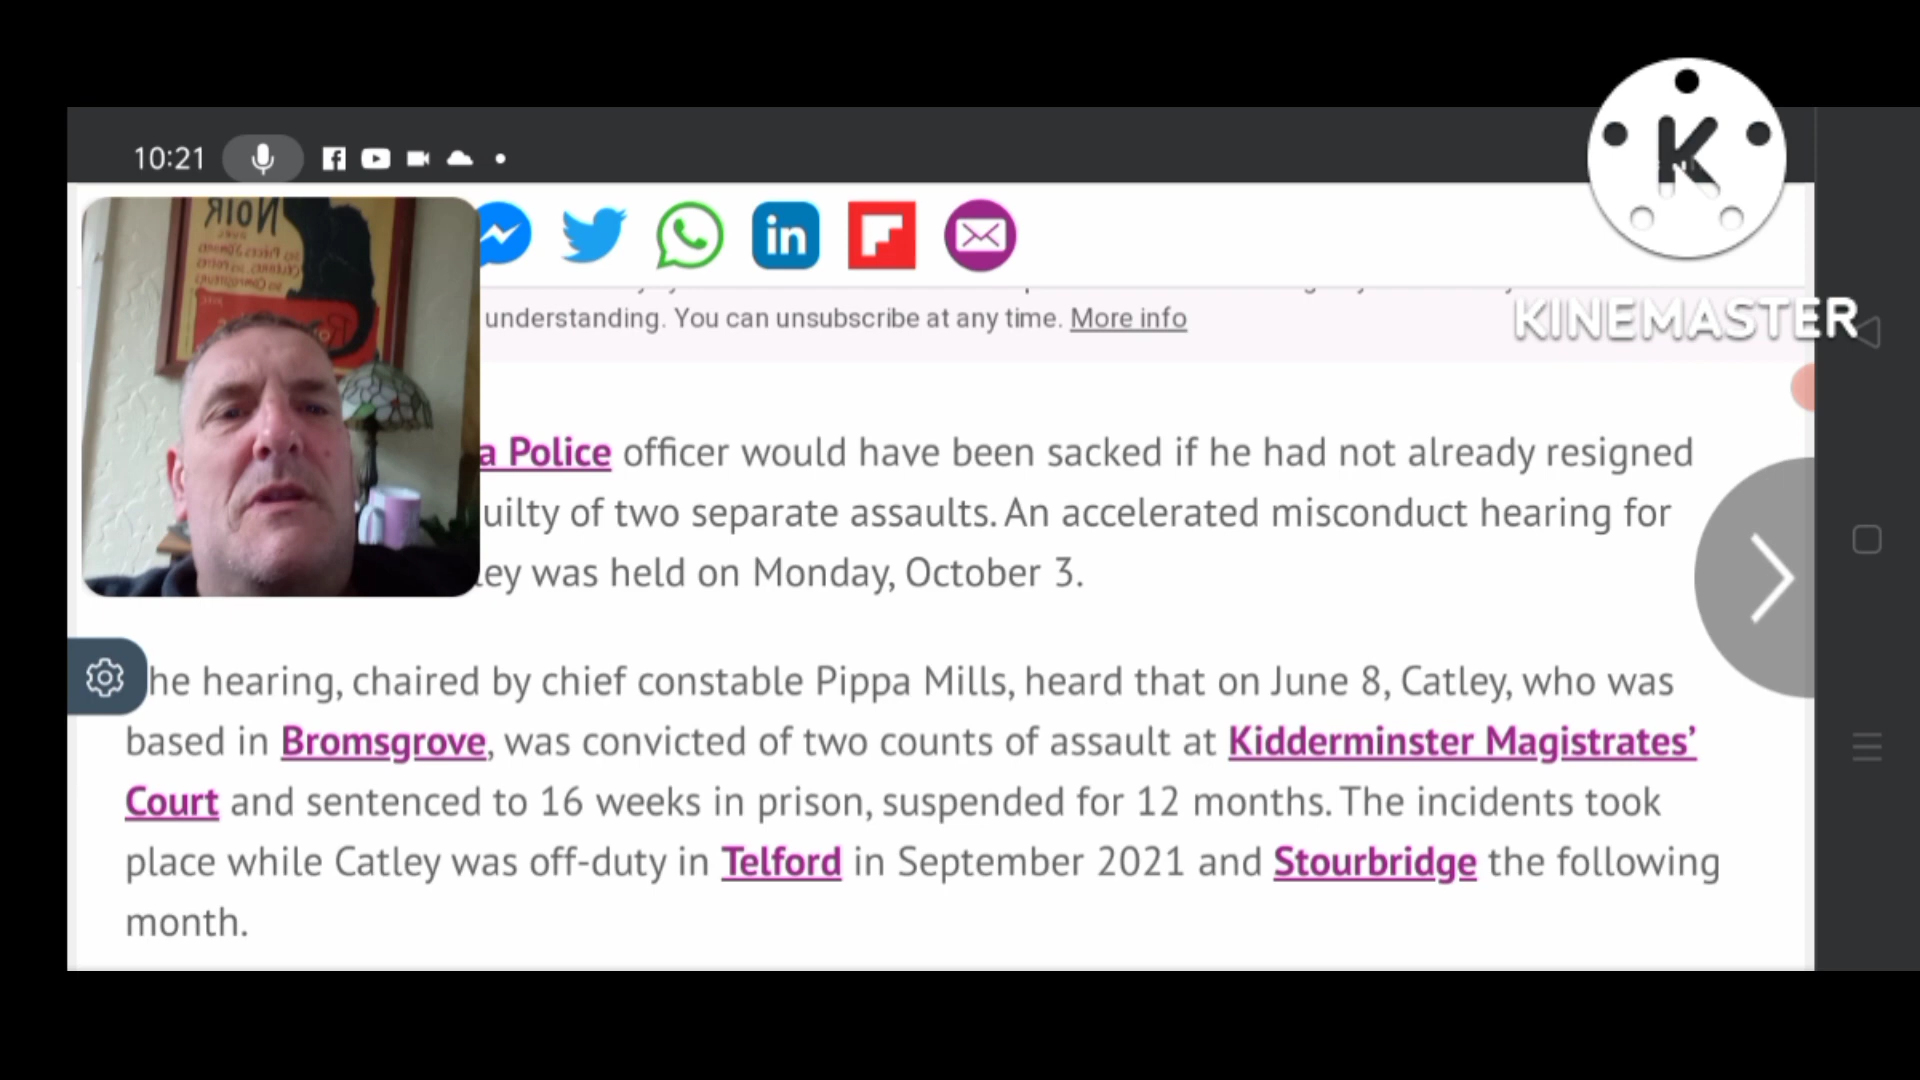 10:21
in
K
KINEMASTER
understanding. You can unsubscribe at any time. More info
a Police officer would have been sacked if he had not already resigned
uilty of two separate assaults. An accelerated misconduct hearing for
ley was held on Monday, October 3.
he hearing, chaired by chief constable Pippa Mills, heard that on June 8, Catley, who was
based in Bromsgrove, was convicted of two counts of assault at Kidderminster Magistrates’
Court and sentenced to 16 weeks in prison, suspended for 12 months. The incidents took
place while Catley was off-duty in Telford in September 2021 and Stourbridge the following
month.